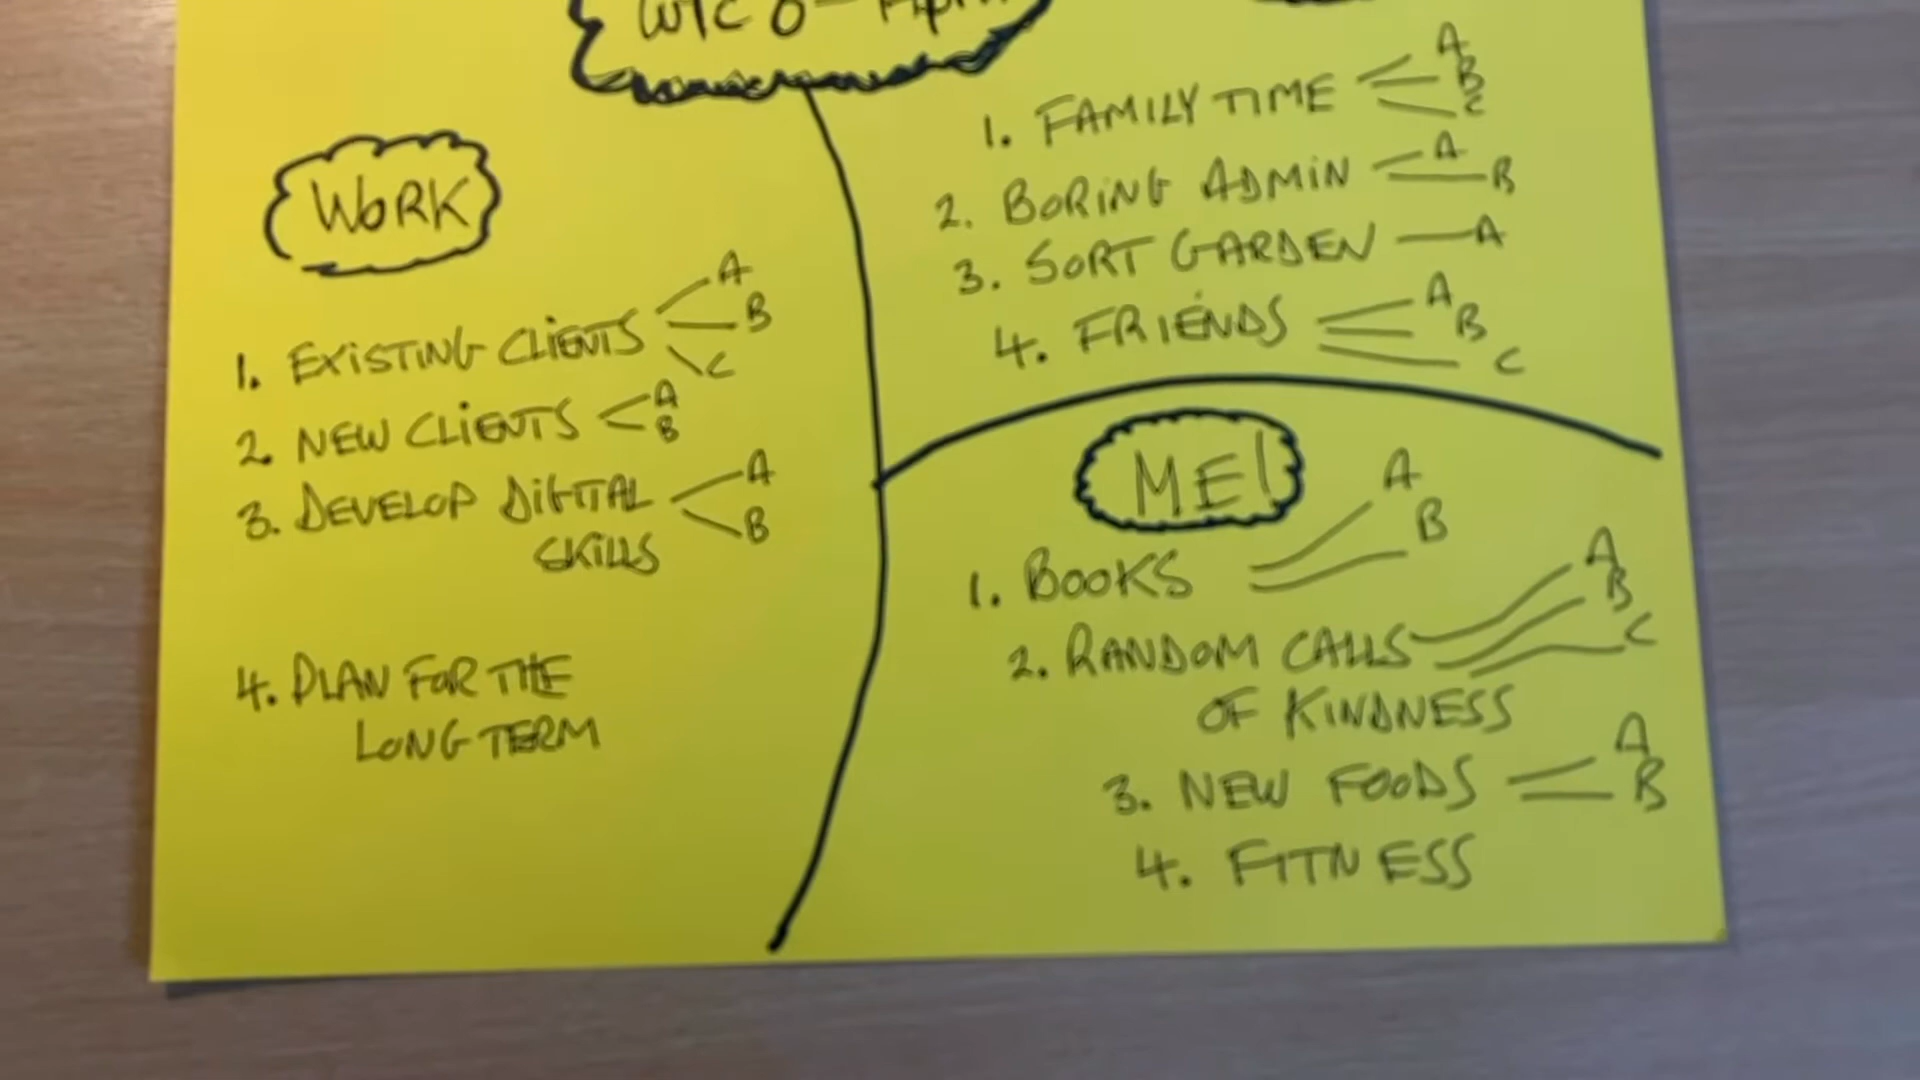 W/C 6
WORK
1. EXISTING CLIENTS
A
B
C
2. NEW CLIENTS
A
B
3. DEVELOP DIGITAL
SKILLS
A
B
4. PLAN FOR THE
LONG TERM
1. FAMILY TIME
A
B
C
2. BORING ADMIN
A
B
3. SORT GARDEN
A
4. FRIENDS
A
B
C
ME!
1. BOOKS
A
B
2. RANDOM CALLS
OF KINDNESS
A
B
C
3. NEW FOODS
A
B
4. FITNESS